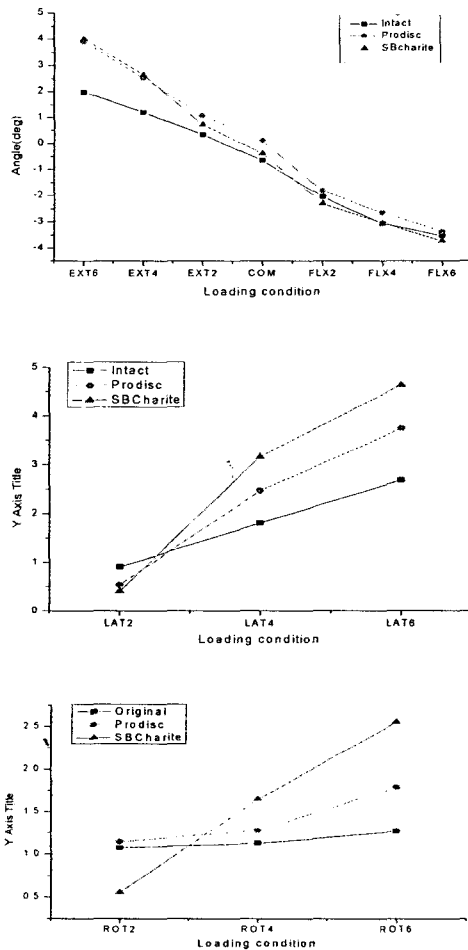 5
4
3
2
1
0
-1
-2
-3
-4
Angle(deg)
Intact
Prodisc
SBcharite
EXT6 EXT4 EXT2 COM FLX2 FLX4 FLX6
Loading condition
5
4
3
2
1
0
Y Axis Title
Intact
Prodisc
SBCharite
LAT2 LAT4 LAT6
Loading condition
2 5
2 0
1 5
1 0
0 5
Y Axis Title
Original
Prodisc
SBCharite
ROT2 ROT4 ROT6
Loading condition